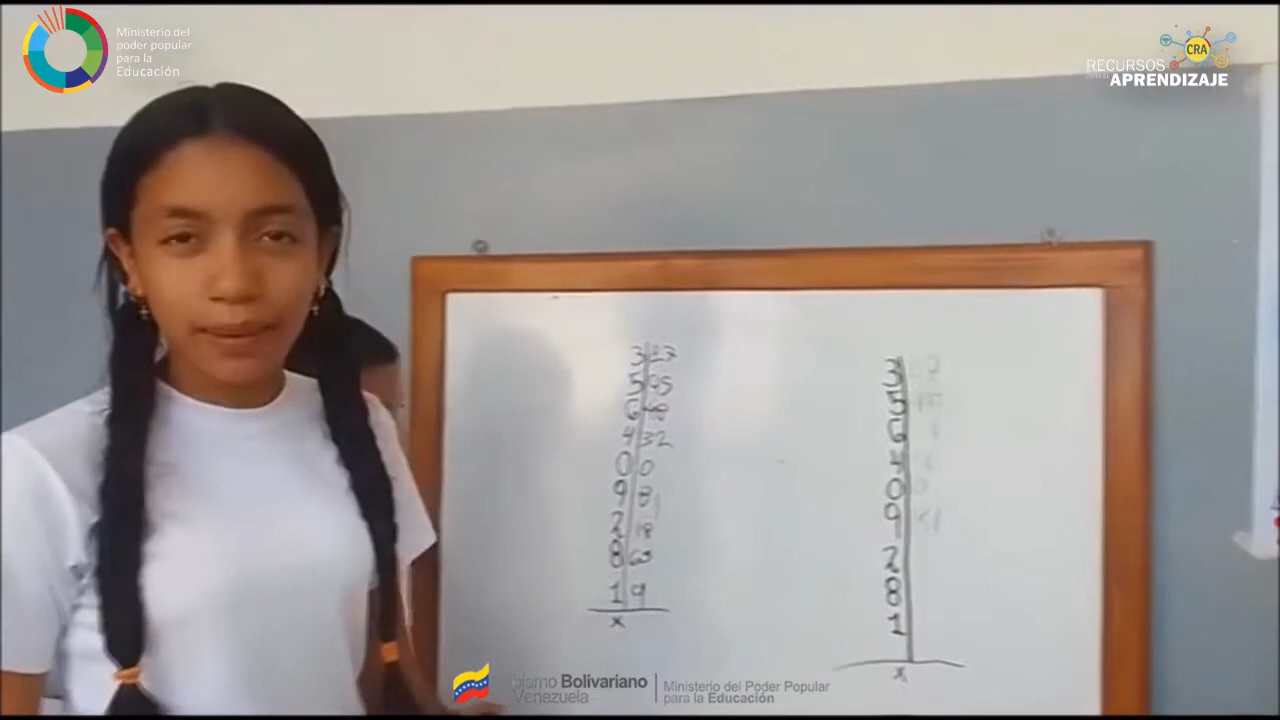 Ministerio del
poder popular
para la
Educación
CRA
RECURSOS
PARA EL
APRENDIZAJE
3 27
5 45
6 48
4 32
0 0
9 81
2 18
8
1 9
x
3
5
6
4
0
9
2
8
1
x
Bolivariano
Venezuela
Ministerio del Poder Popular
para la Educación